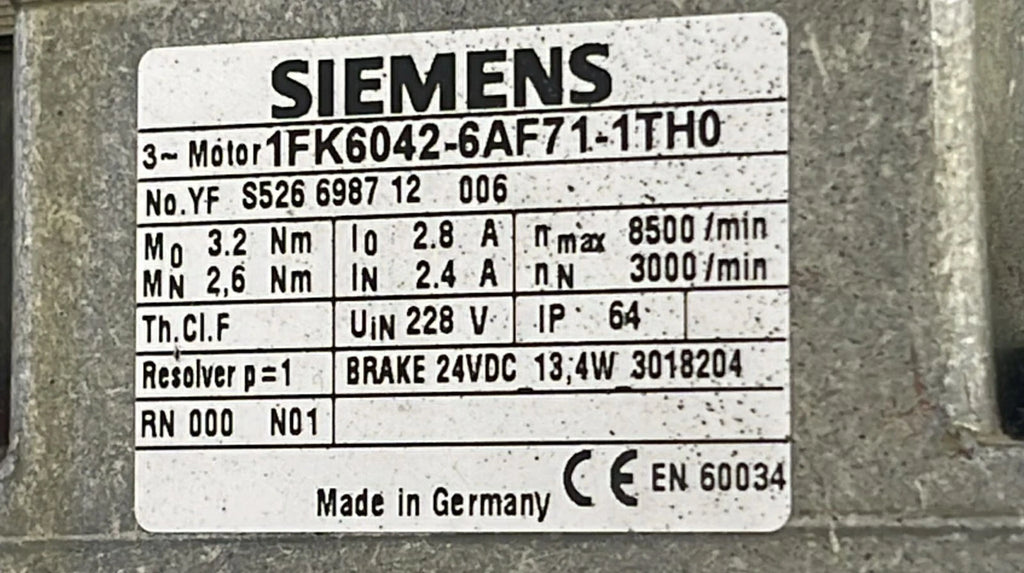 SIEMENS
3~ Motor 1FK6042-6AF71-1TH0
No.YF S526 6987 12 006
M0 3.2 Nm I0 2.8 A nmax 8500 /min
MN 2,6 Nm IN 2.4 A nN 3000 /min
Th.Cl.F UIN 228 V IP 64
Resolver p=1 BRAKE 24VDC 13,4W 3018204
RN 000 N01
Made in Germany CE EN 60034